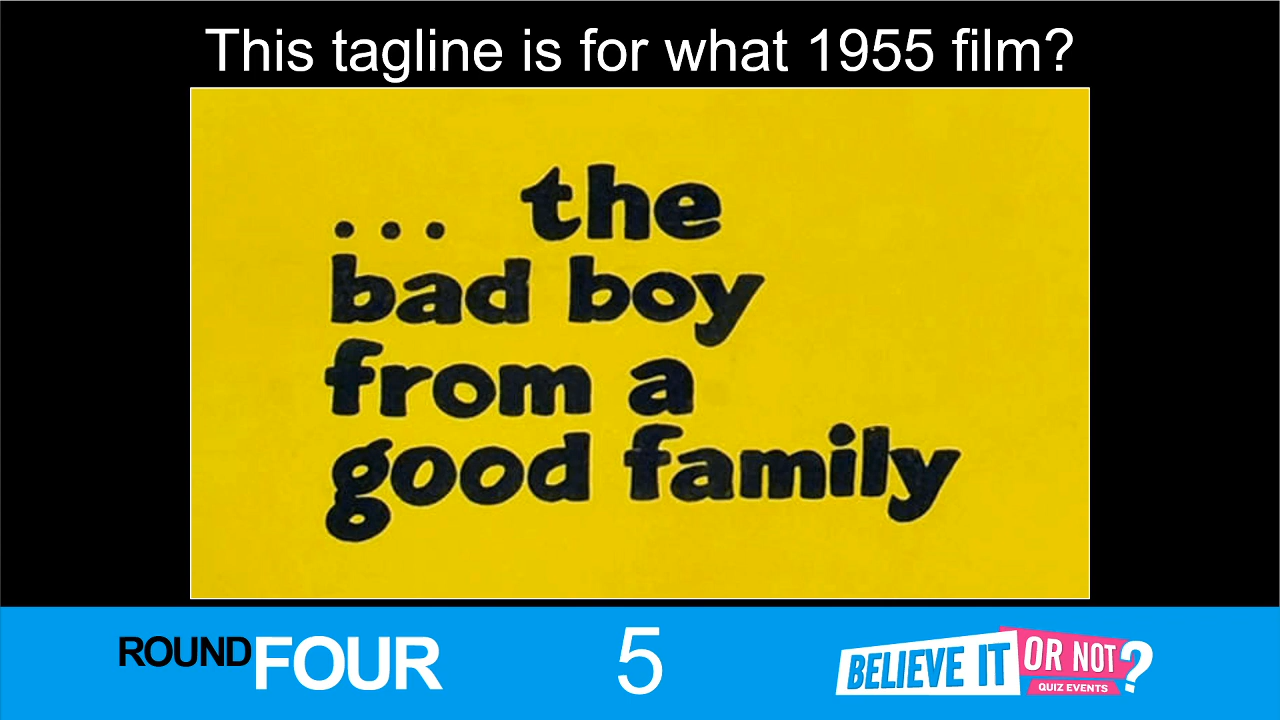 This tagline is for what 1955 film?
... the
bad boy
from a
good family
ROUND FOUR
5
BELIEVE IT OR NOT?
QUIZ EVENTS